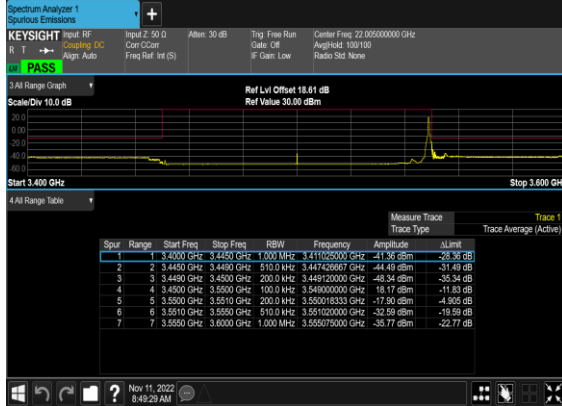 Spectrum Analyzer 1
Spurious Emissions
+
KEYSIGHT Input: RF Input Z: 50 Ω Atten: 30 dB Trig: Free Run Center Freq: 22.005000000 GHz
R T Coupling: DC Corr CCorr Gate: Off Avg|Hold: 100/100
Align: Auto Freq Ref: Int (S) IF Gain: Low Radio Std: None
PASS
3 All Range Graph
Ref Lvl Offset 18.61 dB
Scale/Div 10.0 dB Ref Value 30.00 dBm
20.0
0.00
-20.0
-40.0
-60.0
Start 3.400 GHz Stop 3.600 GH
4 All Range Table
Measure Trace Trace 1
Trace Type Trace Average (Active)
Spur Range Start Freq Stop Freq RBW Frequency Amplitude ΔLimit
1 1 3.4000 GHz 3.4450 GHz 1.000 MHz 3.411025000 GHz -41.36 dBm -28.36 dB
2 2 3.4450 GHz 3.4490 GHz 510.0 kHz 3.447426667 GHz -44.49 dBm -31.49 dB
3 3 3.4490 GHz 3.4500 GHz 200.0 kHz 3.449120000 GHz -48.34 dBm -35.34 dB
4 4 3.4500 GHz 3.5500 GHz 100.0 kHz 3.549000000 GHz 18.17 dBm -11.83 dB
5 5 3.5500 GHz 3.5510 GHz 200.0 kHz 3.550018333 GHz -17.90 dBm -4.905 dB
6 6 3.5510 GHz 3.5550 GHz 510.0 kHz 3.551020000 GHz -32.59 dBm -19.59 dB
7 7 3.5550 GHz 3.6000 GHz 1.000 MHz 3.555075000 GHz -35.77 dBm -22.77 dB
? Nov 11, 2022
8:49:29 AM